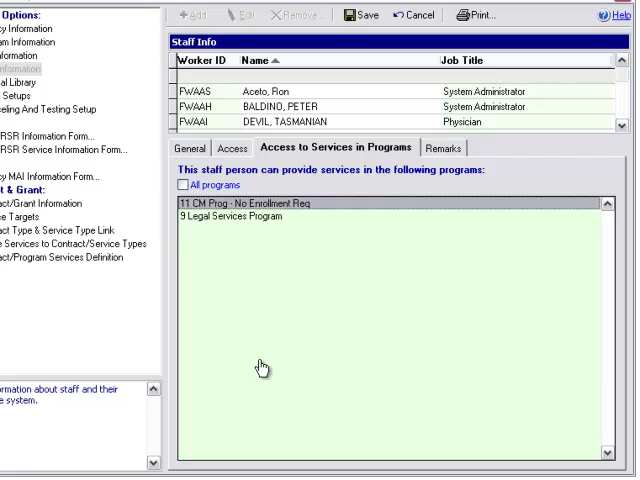 Add Edit Remove... Save Cancel Print... Help
Options:
cy Information
am Information
nformation
Information
al Library
Setups
eling And Testing Setup
RSR Information Form...
RSR Service Information Form...
cy MAI Information Form...
t & Grant:
act/Grant Information
ce Targets
act Type & Service Type Link
e Services to Contract/Service Types
act/Program Services Definition
ormation about staff and their
e system.
Staff Info
Worker ID Name Job Title
FWAAS Aceto, Ron System Administrator
FWAAH BALDINO, PETER System Administrator
FWAAI DEVIL, TASMANIAN Physician
General Access Access to Services in Programs Remarks
This staff person can provide services in the following programs:
All programs
11 CM Prog - No Enrollment Req
9 Legal Services Program